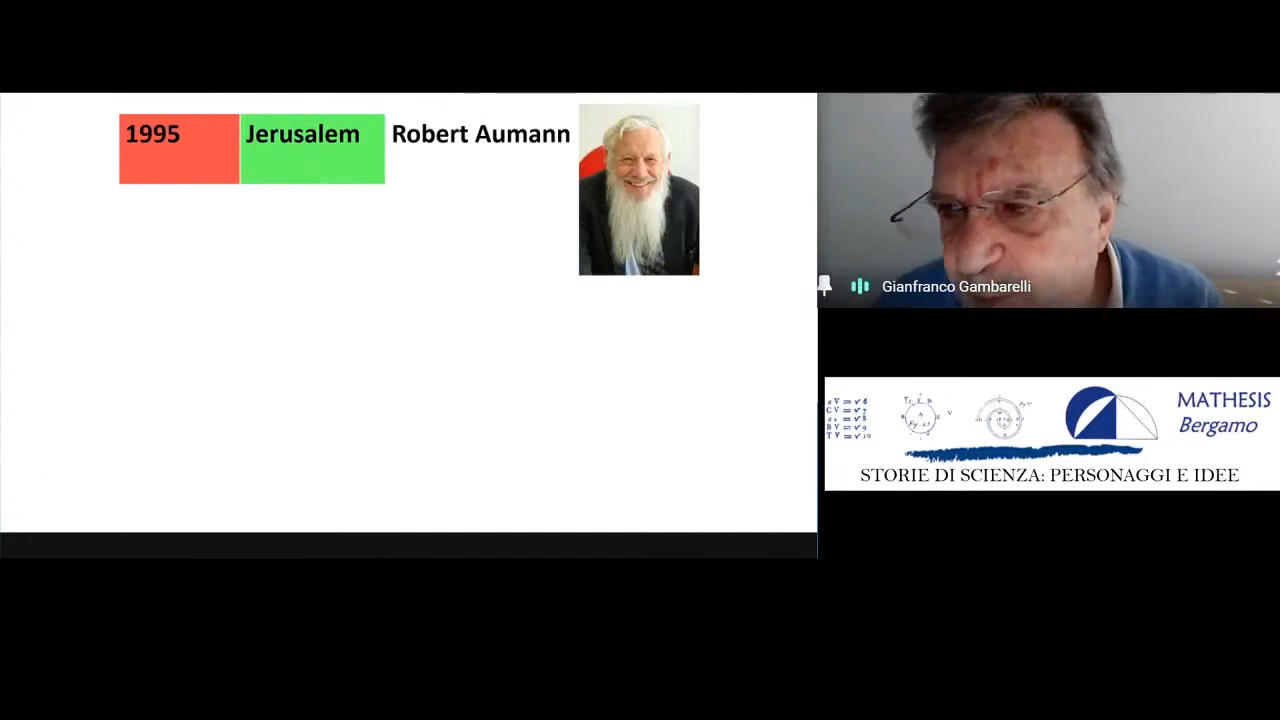 1995
Jerusalem
Robert Aumann
Gianfranco Gambarelli
MATHESIS
Bergamo
STORIE DI SCIENZA: PERSONAGGI E IDEE